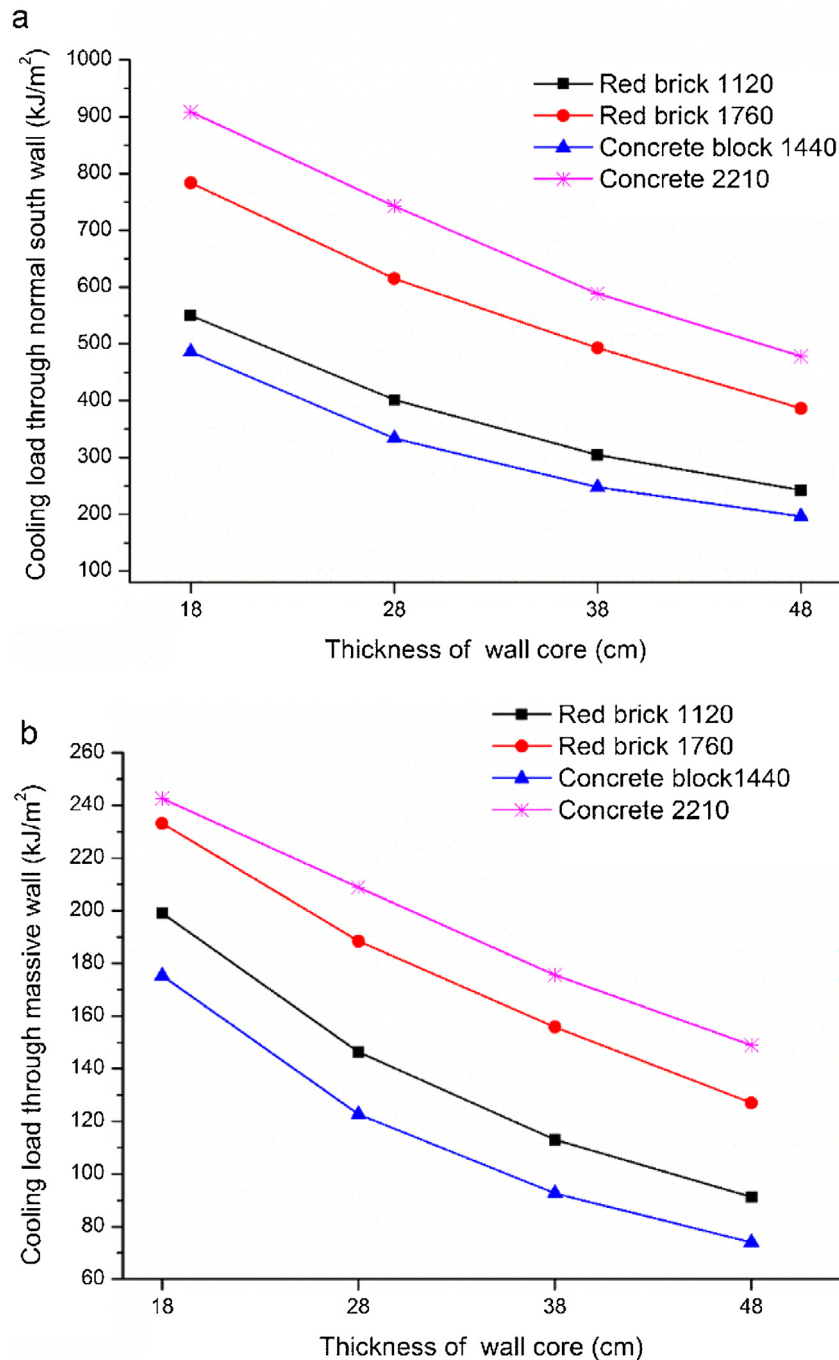 a
Cooling load through normal south wall (kJ/m²)
1000
900
800
700
600
500
400
300
200
100
Red brick 1120
Red brick 1760
Concrete block 1440
Concrete 2210
18
28
38
48
Thickness of wall core (cm)
b
Cooling load through massive wall (kJ/m²)
260
240
220
200
180
160
140
120
100
80
60
Red brick 1120
Red brick 1760
Concrete block1440
Concrete 2210
18
28
38
48
Thickness of wall core (cm)